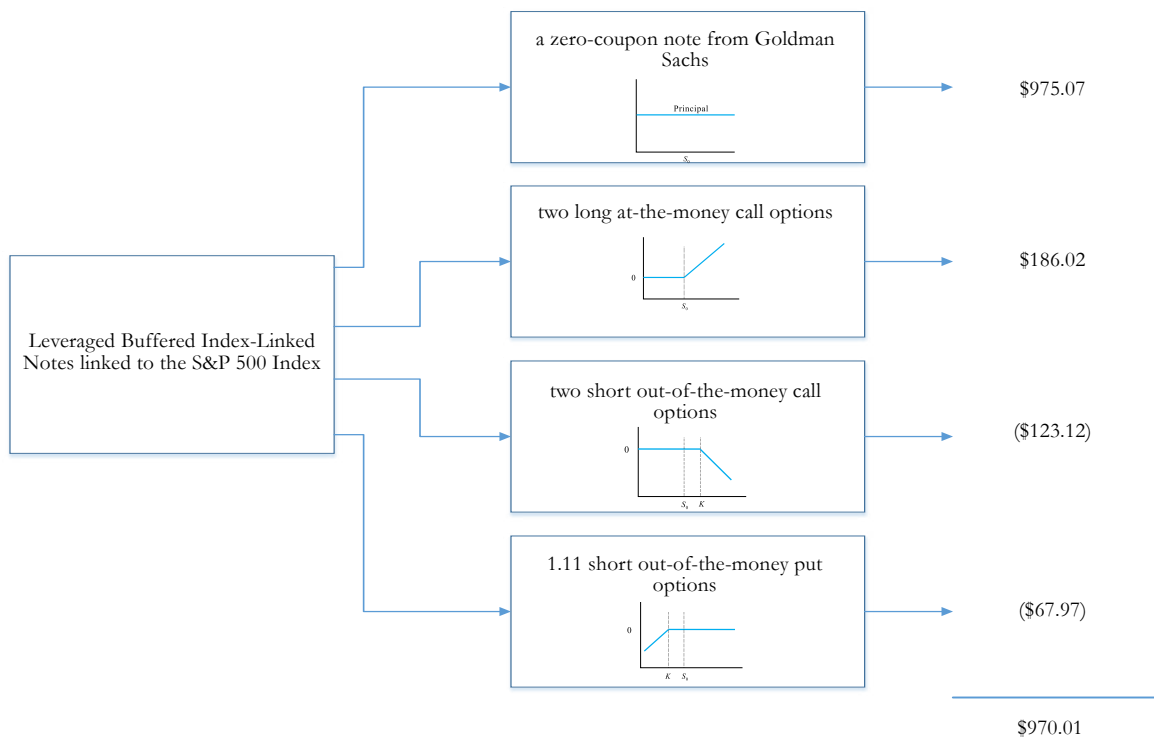 a zero-coupon note from Goldman
Sachs
Principal
S₀
$975.07
two long at-the-money call options
0
S₀
$186.02
Leveraged Buffered Index-Linked
Notes linked to the S&P 500 Index
two short out-of-the-money call
options
0
S₀ K
($123.12)
1.11 short out-of-the-money put
options
0
K S₀
($67.97)
$970.01